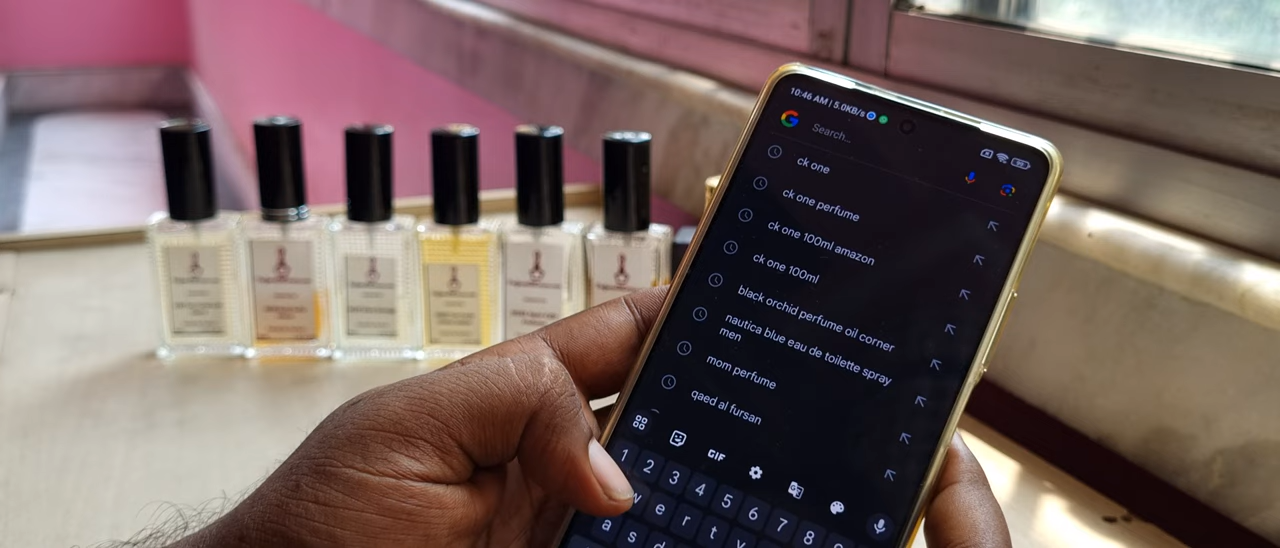 10:46 AM | 5.0KB/s
Search...
ck one
ck one perfume
ck one 100ml amazon
ck one 100ml
black orchid perfume oil corner
nautica blue eau de toilette spray
men
mom perfume
qaed al fursan
GIF
1 2 3 4 5 6 7 8 9
w e r t y
a s d